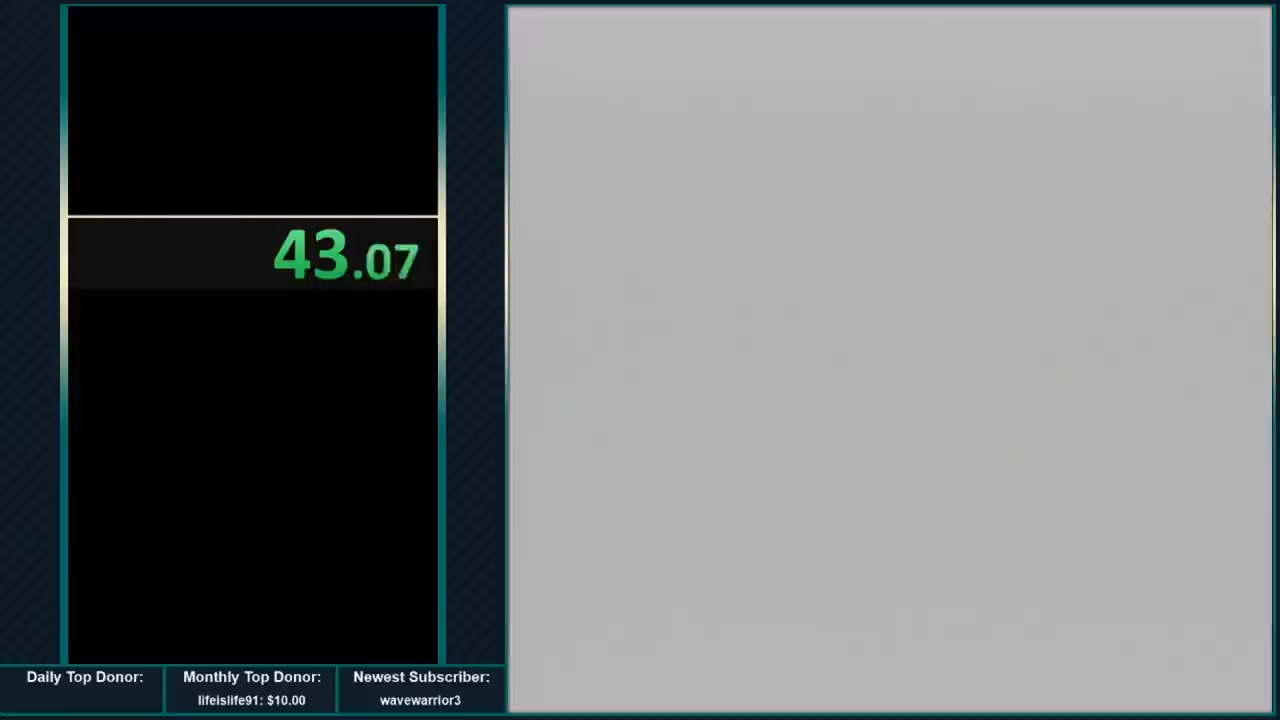 43.07
Daily Top Donor:
Monthly Top Donor:
lifeislife91: $10.00
Newest Subscriber:
wavewarrior3